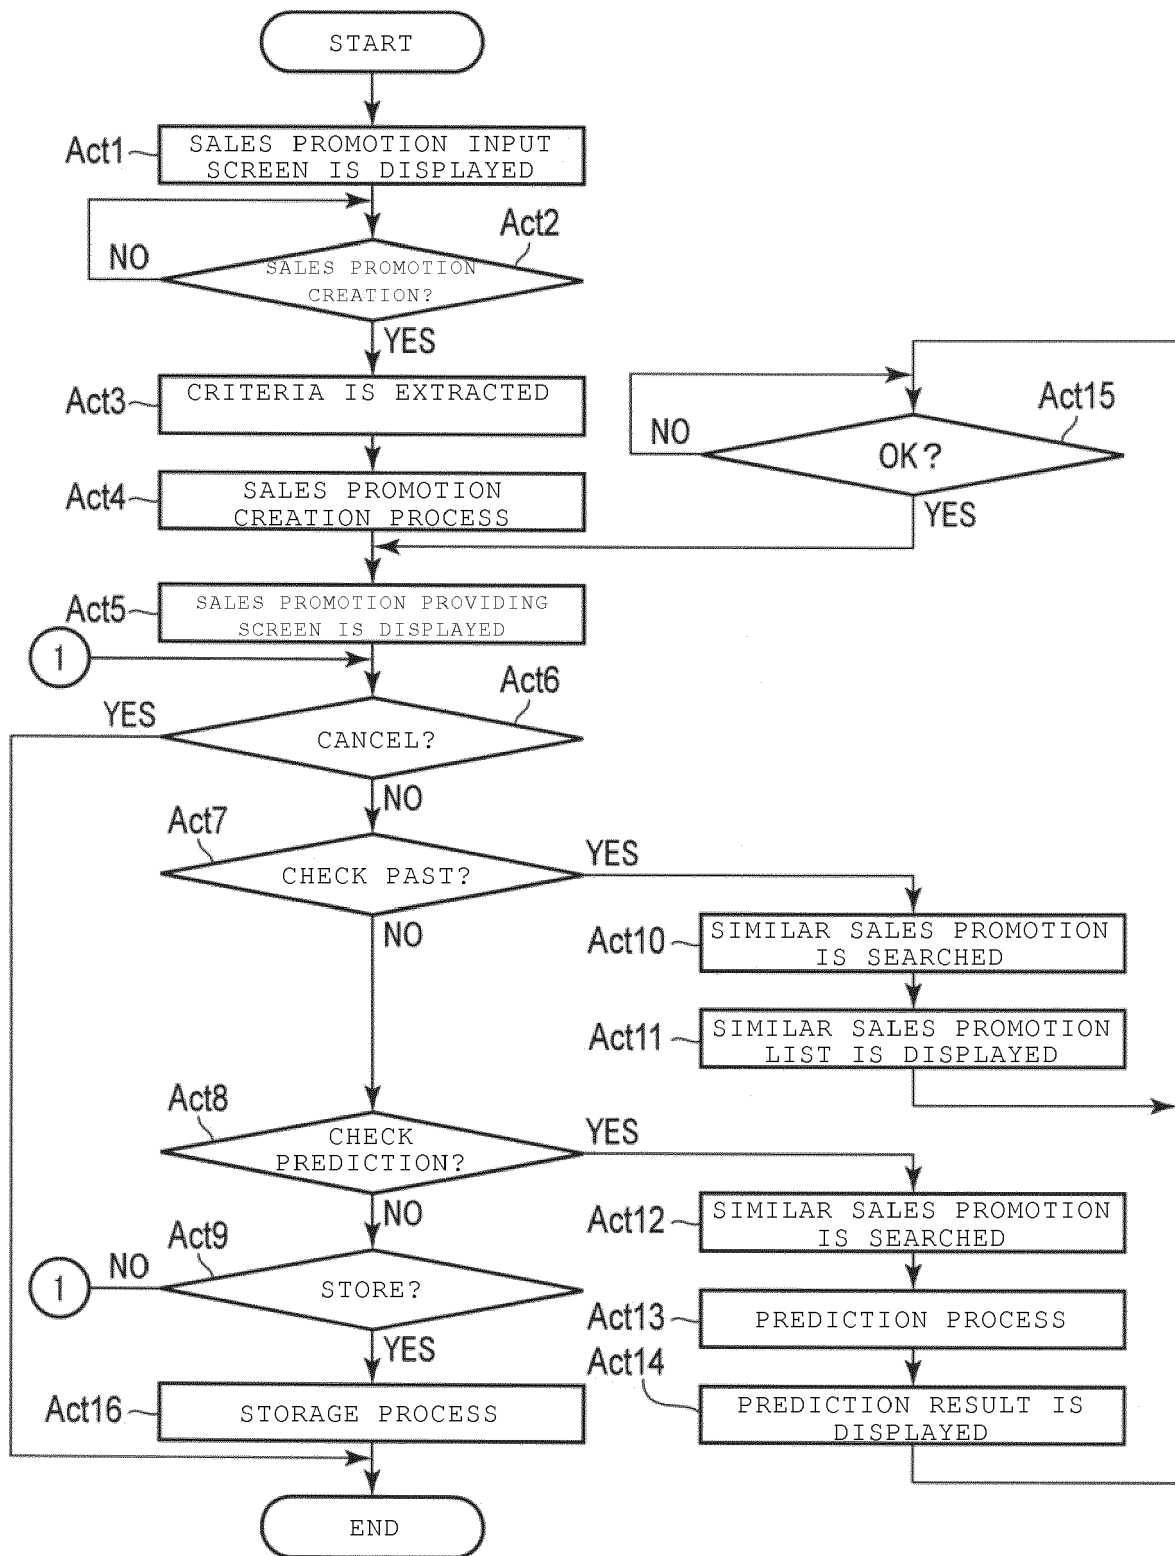 START
Act1
SALES PROMOTION INPUT
SCREEN IS DISPLAYED
Act2
NO
SALES PROMOTION
CREATION?
YES
Act3
CRITERIA IS EXTRACTED
Act15
NO
OK?
YES
Act4
SALES PROMOTION
CREATION PROCESS
Act5
SALES PROMOTION PROVIDING
SCREEN IS DISPLAYED
1
Act6
YES
CANCEL?
NO
Act7
CHECK PAST?
YES
NO
Act10
SIMILAR SALES PROMOTION
IS SEARCHED
Act11
SIMILAR SALES PROMOTION
LIST IS DISPLAYED
Act8
CHECK
PREDICTION?
YES
NO
Act12
SIMILAR SALES PROMOTION
IS SEARCHED
Act9
1
NO
STORE?
YES
Act13
PREDICTION PROCESS
Act14
PREDICTION RESULT IS
DISPLAYED
Act16
STORAGE PROCESS
END